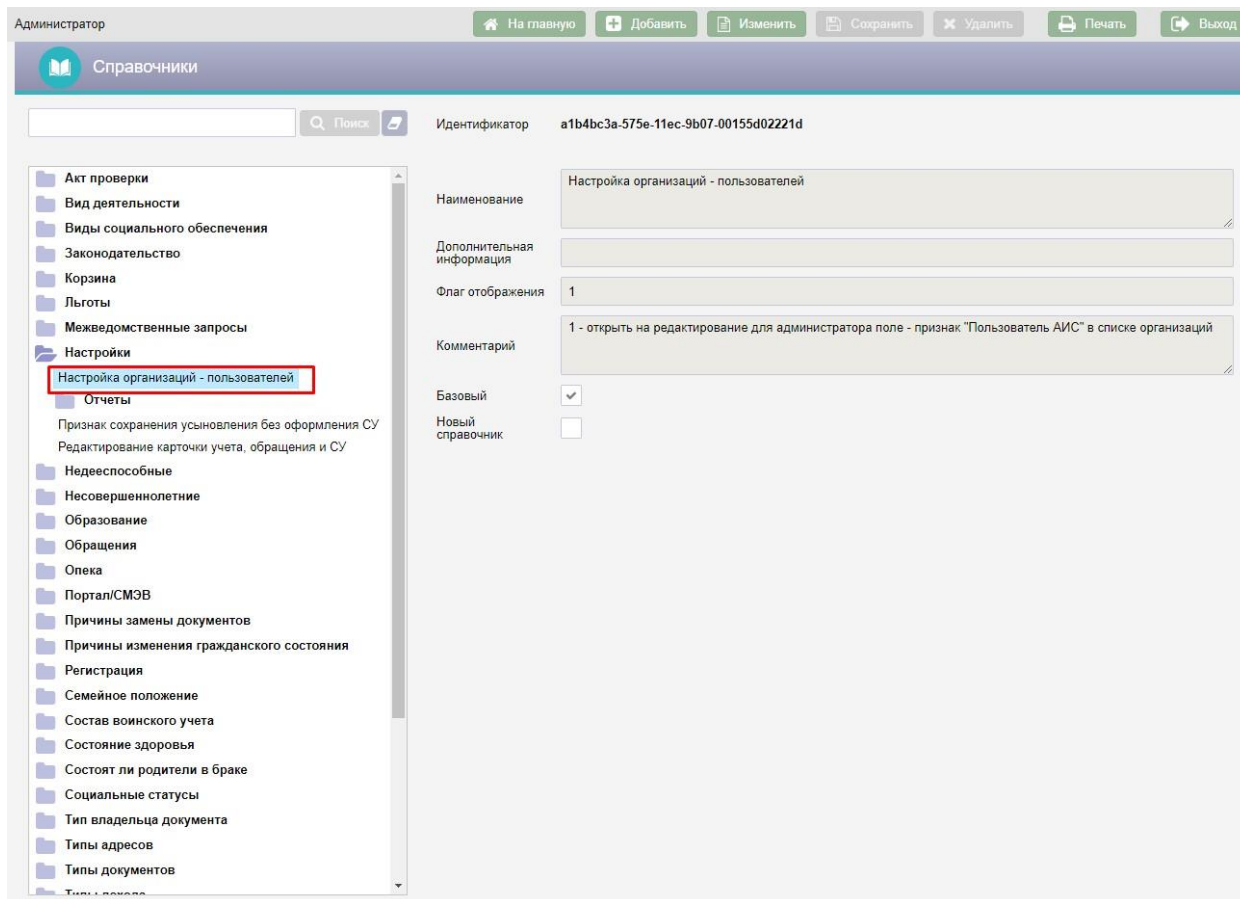 Администратор
На главную
Добавить
Изменить
Сохранить
Удалить
Печать
Выход
Справочники
Поиск
Акт проверки
Вид деятельности
Виды социального обеспечения
Законодательство
Корзина
Льготы
Межведомственные запросы
Настройки
Настройка организаций - пользователей
Отчеты
Признак сохранения усыновления без оформления СУ
Редактирование карточки учета, обращения и СУ
Недееспособные
Несовершеннолетние
Образование
Обращения
Опека
Портал/СМЭВ
Причины замены документов
Причины изменения гражданского состояния
Регистрация
Семейное положение
Состав воинского учета
Состояние здоровья
Состоят ли родители в браке
Социальные статусы
Тип владельца документа
Типы адресов
Типы документов
Идентификатор
a1b4bc3a-575e-11ec-9b07-00155d02221d
Наименование
Настройка организаций - пользователей
Дополнительная
информация
Флаг отображения
1
Комментарий
1 - открыть на редактирование для администратора поле - признак "Пользователь АИС" в списке организаций
Базовый
Новый
справочник